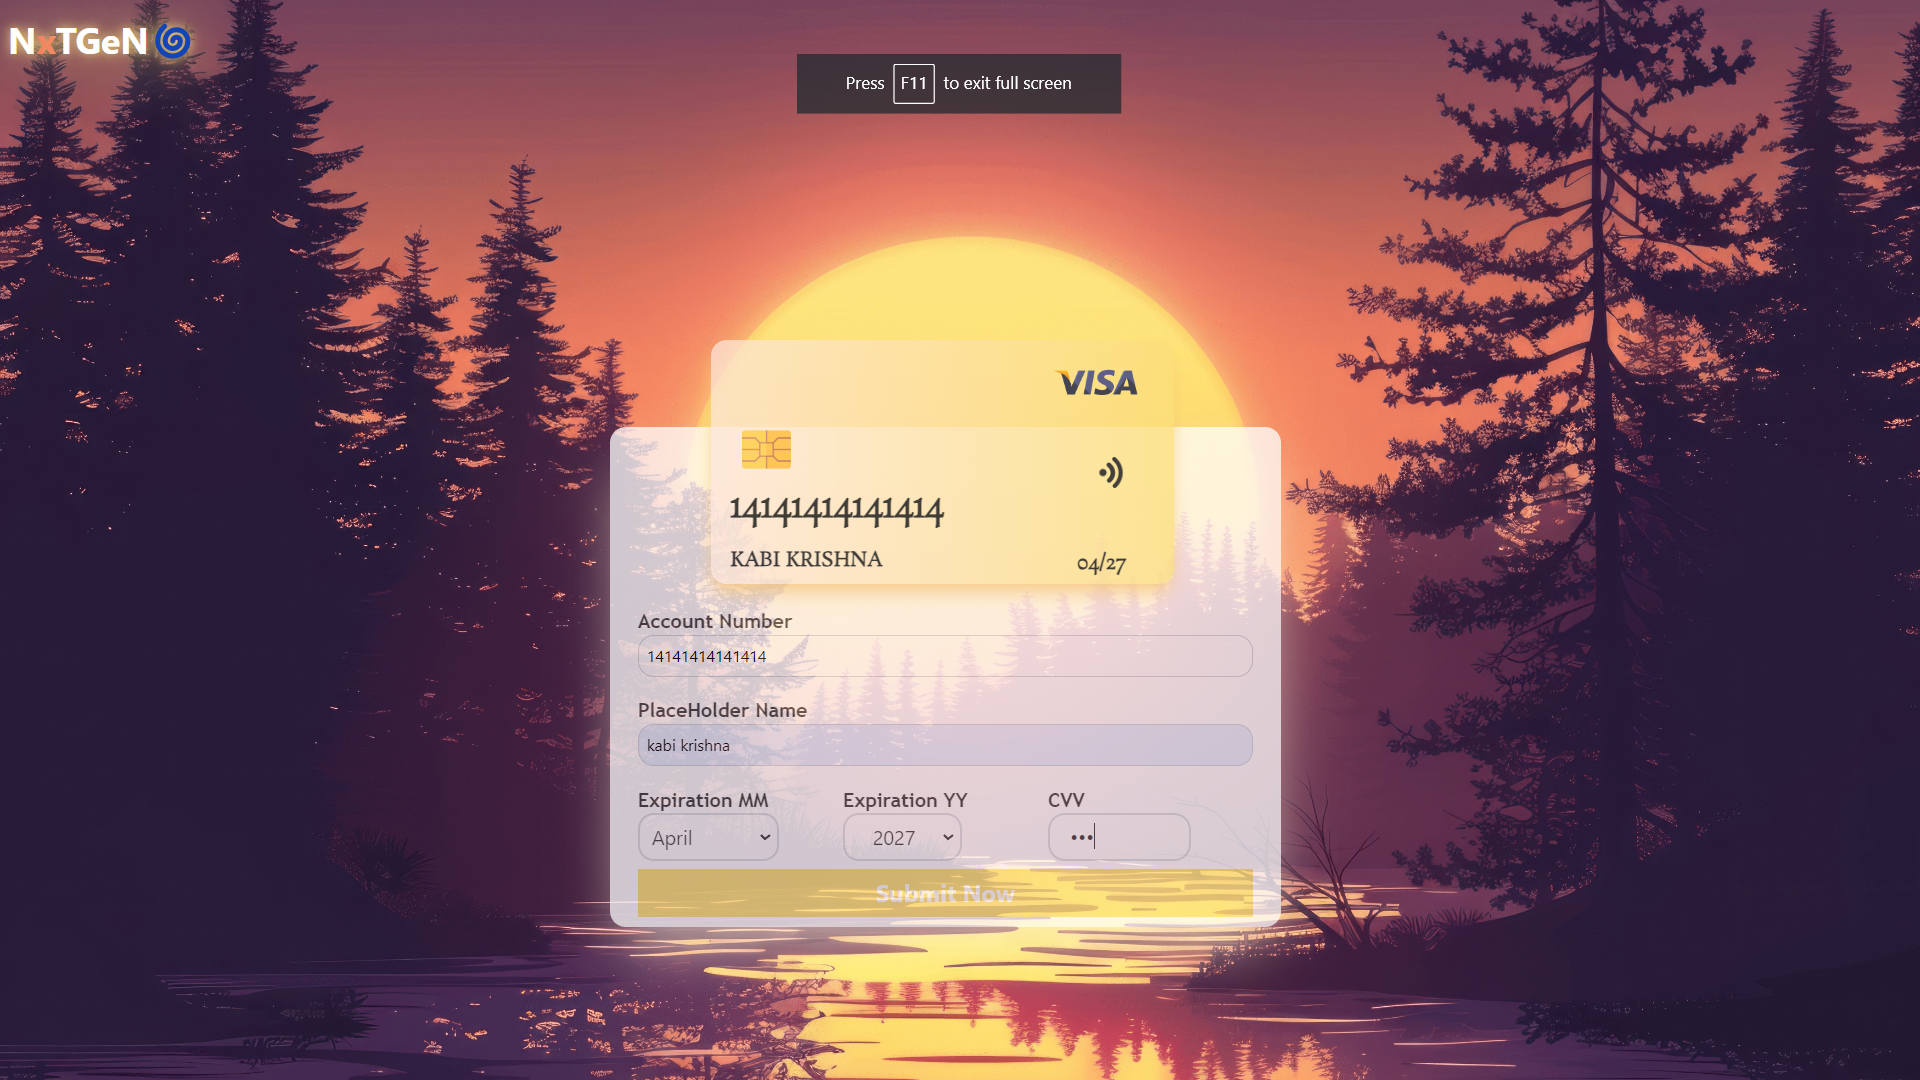 NxTGeN
Press F11 to exit full screen
VISA
14141414141414
KABI KRISHNA
04/27
Account Number
14141414141414
PlaceHolder Name
kabi krishna
Expiration MM
Expiration YY
CVV
April
2027
•••
Submit Now